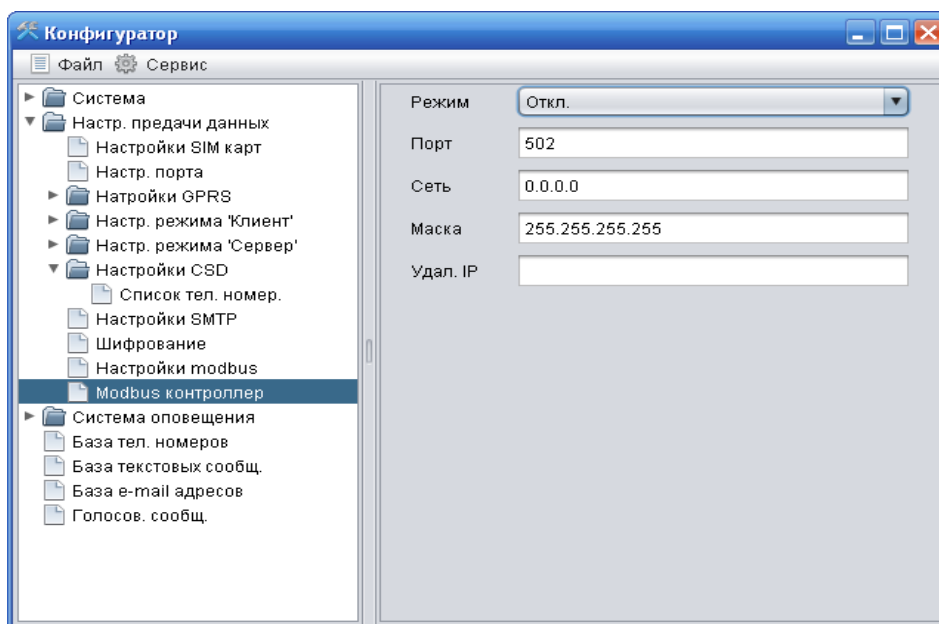 Конфигуратор
Файл Сервис
Система
Настр. предачи данных
Настройки SIM карт
Настр. порта
Натройки GPRS
Настр. режима 'Клиент'
Настр. режима 'Сервер'
Настройки CSD
Список тел. номер.
Настройки SMTP
Шифрование
Настройки modbus
Modbus контроллер
Система оповещения
База тел. номеров
База текстовых сообщ.
База e-mail адресов
Голосов. сообщ.
Режим Откл.
Порт 502
Сеть 0.0.0.0
Маска 255.255.255.255
Удал. IP